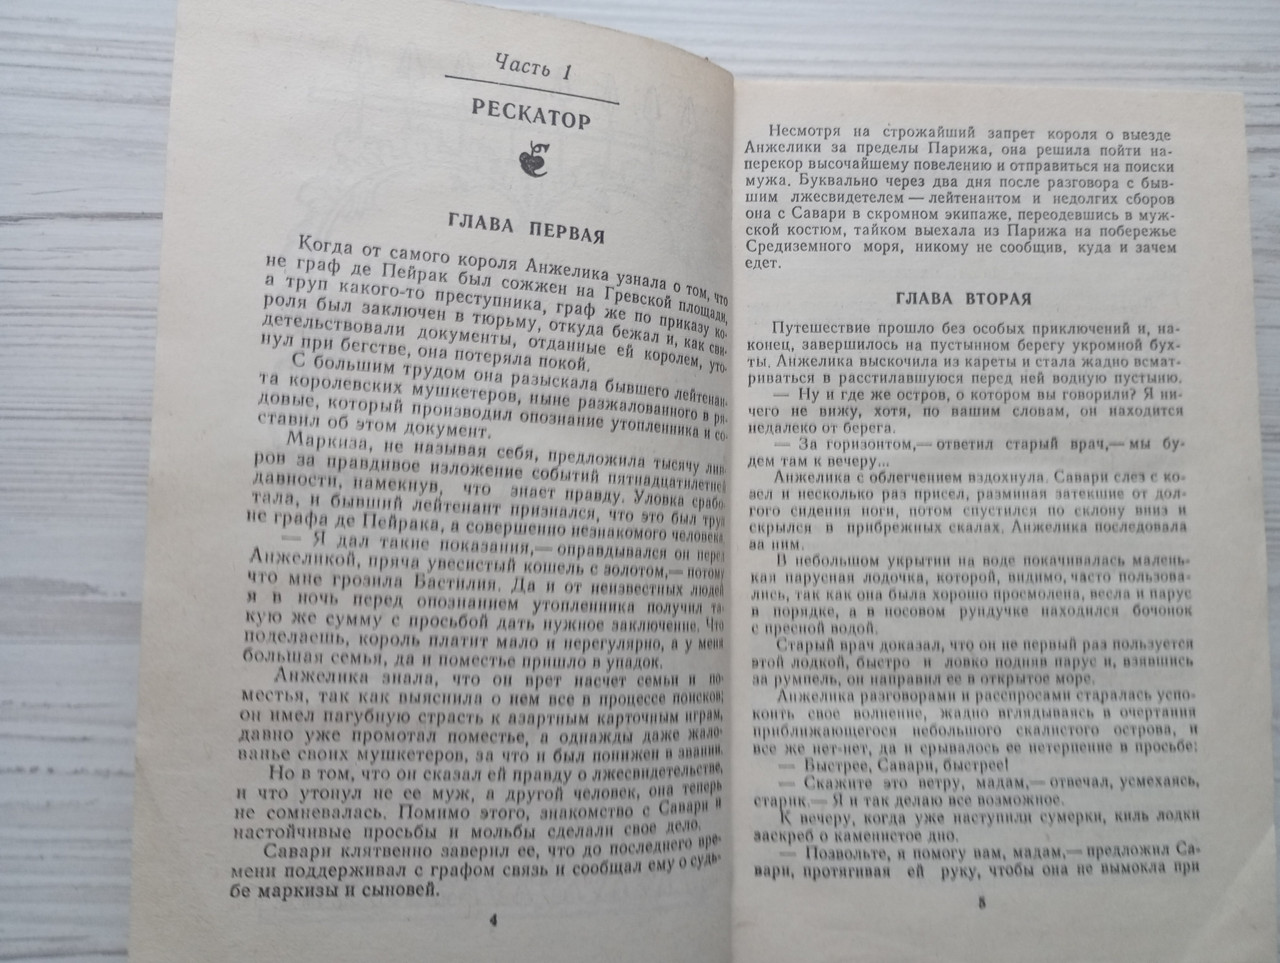 Часть 1
РЕСКАТОР
ГЛАВА ПЕРВАЯ
Когда от самого короля Анжелика узнала о том, что
не граф де Пейрак был сожжен на Гревской площади,
а труп какого-то преступника, граф же по приказу ко-
роля был заключен в тюрьму, откуда бежал и, как сви-
детельствовали документы, отданные ей королем, уто-
нул при бегстве, она потеряла покой.
С большим трудом она разыскала бывшего лейтенан-
та королевских мушкетеров, ныне разжалованного в ря-
довые, который производил опознание утопленника и со-
ставил об этом документ.
Маркиза, не называя себя, предложила тысячу лив-
ров за правдивое изложение событий пятнадцатилетней
давности, намекнув, что знает правду. Уловка срабо-
тала, и бывший лейтенант признался, что это был труп
не графа де Пейрака, а совершенно незнакомого человека.
— Я дал такие показания,— оправдывался он перед
Анжеликой, пряча увесистый кошель с золотом,— потому
что мне грозила Бастилия. Да и от неизвестных людей
я в ночь перед опознанием утопленника получил та-
кую же сумму с просьбой дать нужное заключение. Что
поделаешь, король платит мало и нерегулярно, а у меня
большая семья, да и поместье пришло в упадок.
Анжелика знала, что он врет насчет семьи и по-
местья, так как выяснила о нем все в процессе поисков;
он имел пагубную страсть к азартным карточным играм,
давно уже промотал поместье, а однажды даже жало-
ванье своих мушкетеров, за что и был понижен в звании.
Но в том, что он сказал ей правду о лжесвидетельстве,
и что утонул не ее муж, а другой человек, она теперь
не сомневалась. Помимо этого, знакомство с Савари и
настойчивые просьбы и мольбы сделали свое дело.
Савари клятвенно заверил ее, что до последнего вре-
мени поддерживал с графом связь и сообщал ему о судь-
бе маркизы и сыновей.
4
Несмотря на строжайший запрет короля о выезде
Анжелики за пределы Парижа, она решила пойти на-
перекор высочайшему повелению и отправиться на поиски
мужа. Буквально через два дня после разговора с быв-
шим лжесвидетелем — лейтенантом и недолгих сборов
она с Савари в скромном экипаже, переодевшись в муж-
ской костюм, тайком выехала из Парижа на побережье
Средиземного моря, никому не сообщив, куда и зачем
едет.
ГЛАВА ВТОРАЯ
Путешествие прошло без особых приключений и, на-
конец, завершилось на пустынном берегу укромной бух-
ты. Анжелика выскочила из кареты и стала жадно всмат-
риваться в расстилавшуюся перед ней водную пустыню.
— Ну и где же остров, о котором вы говорили? Я ни-
чего не вижу, хотя, по вашим словам, он находится
недалеко от берега.
— За горизонтом,— ответил старый врач,— мы бу-
дем там к вечеру...
Анжелика с облегчением вздохнула. Савари слез с ко-
зел и несколько раз присел, разминая затекшие от дол-
гого сидения ноги, потом спустился по склону вниз и
скрылся в прибрежных скалах. Анжелика последовала
за ним.
В небольшом укрытии на воде покачивалась малень-
кая парусная лодочка, которой, видимо, часто пользова-
лись, так как она была хорошо просмолена, весла и парус
в порядке, а в носовом рундучке находился бочонок
с пресной водой.
Старый врач доказал, что он не первый раз пользуется
этой лодкой, быстро и ловко подняв парус и, взявшись
за румпель, он направил ее в открытое море.
Анжелика разговорами и расспросами старалась успо-
коить свое волнение, жадно вглядываясь в очертания
приближающегося небольшого скалистого острова, и
все же нет-нет, да и срывалось ее нетерпение в просьбе:
— Быстрее, Савари, быстрее!
— Скажите это ветру, мадам,— отвечал, усмехаясь,
старик.— Я и так делаю все возможное.
К вечеру, когда уже наступили сумерки, киль лодки
заскреб о каменистое дно.
— Позвольте, я помогу вам, мадам,— предложил Са-
вари, протягивая ей руку, чтобы она не вымокла при
5